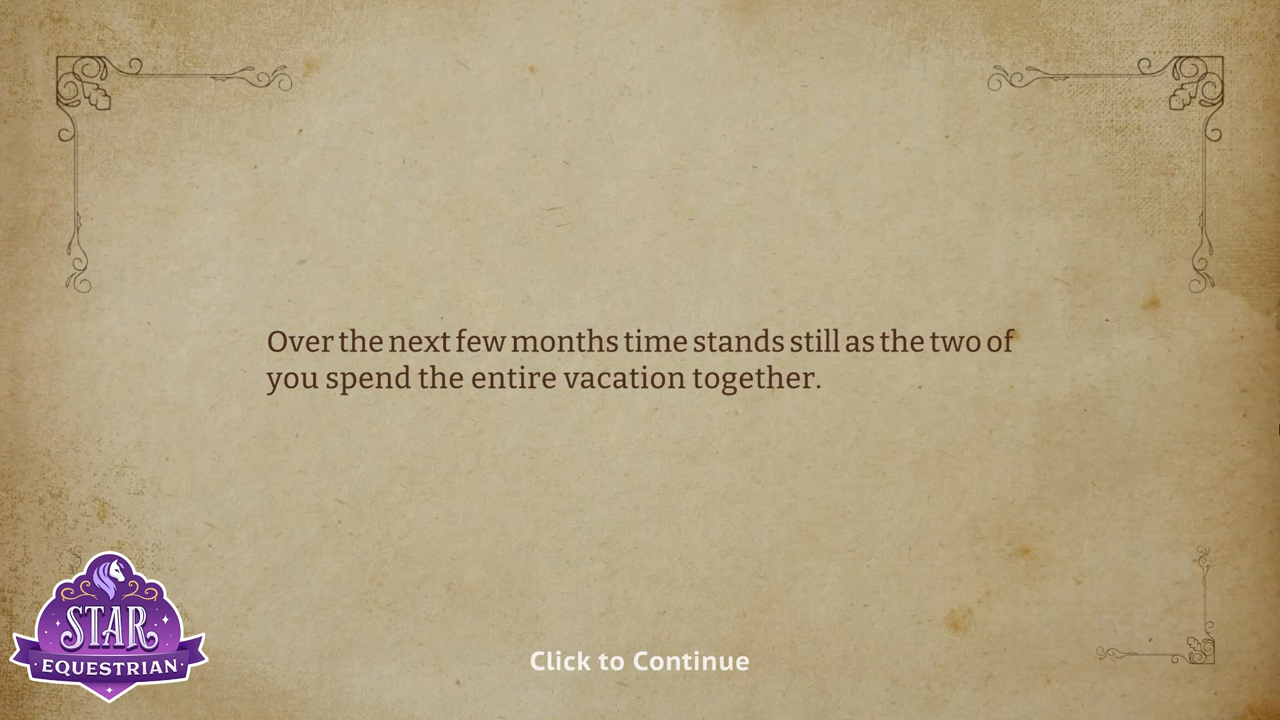 Over the next few months time stands still as the two of
you spend the entire vacation together.
STAR
EQUESTRIAN
Click to Continue